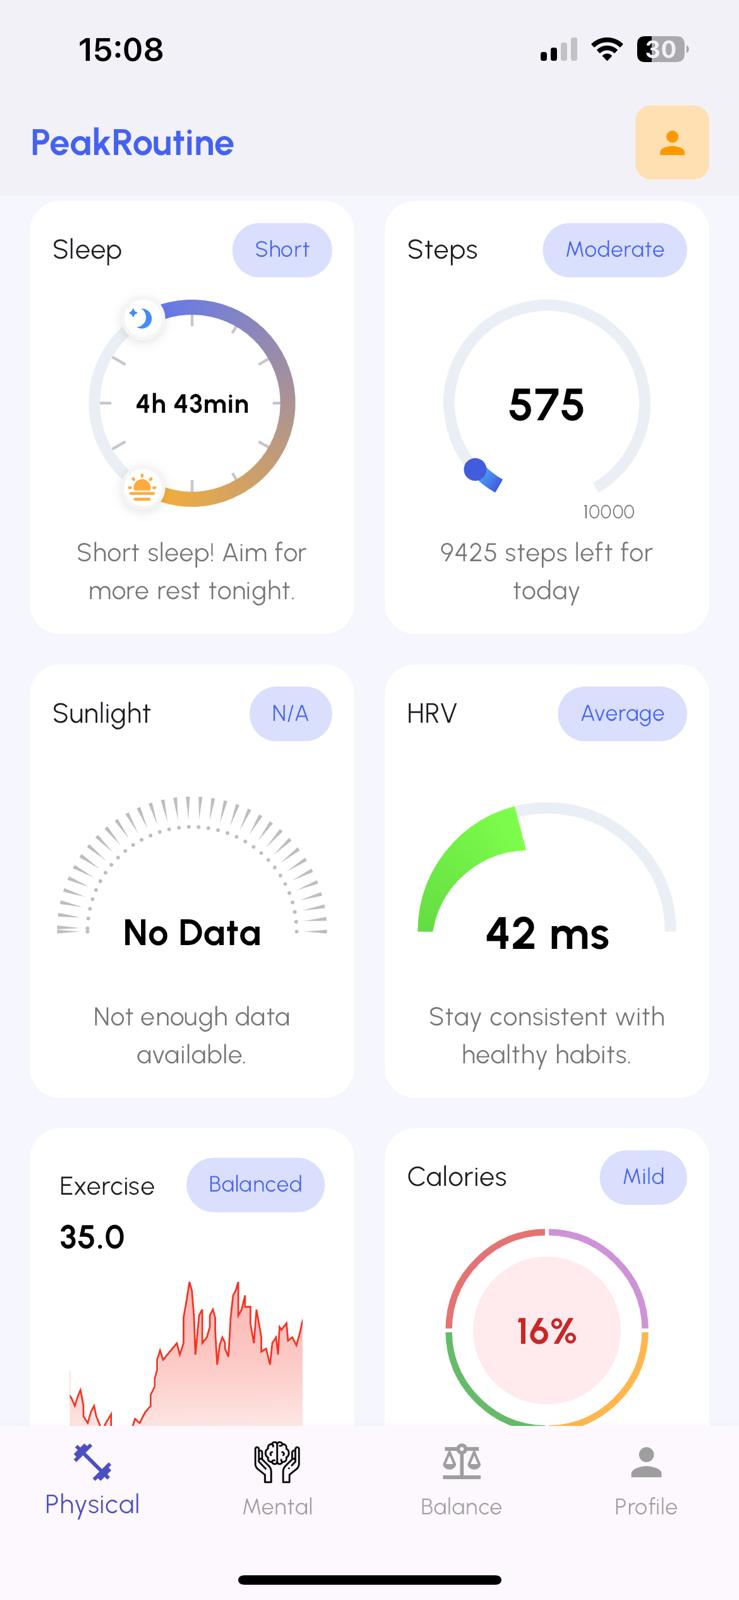 15:08
30
PeakRoutine
Sleep
Short
4h 43min
Short sleep! Aim for
more rest tonight.
Steps
Moderate
575
10000
9425 steps left for
today
Sunlight
N/A
No Data
Not enough data
available.
HRV
Average
42 ms
Stay consistent with
healthy habits.
Exercise
Balanced
35.0
Calories
Mild
16%
Physical
Mental
Balance
Profile